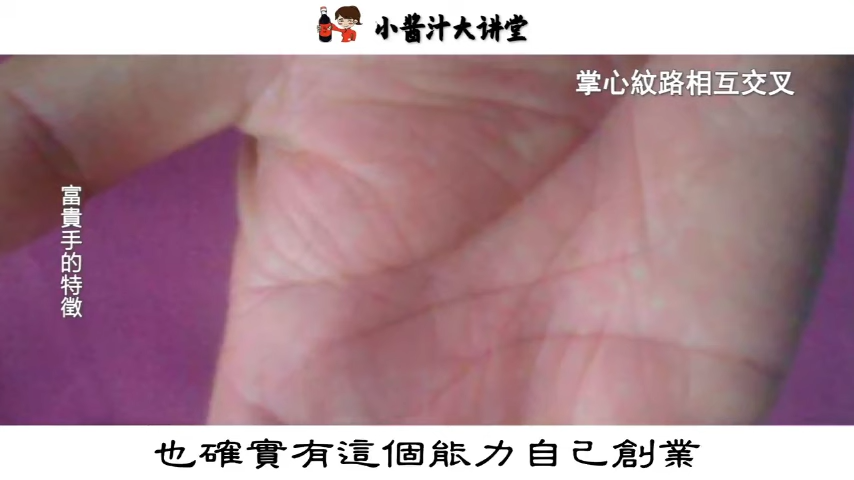 小酱汁大讲堂
掌心紋路相互交叉
富貴手的特徵
也確實有這個能力自己創業